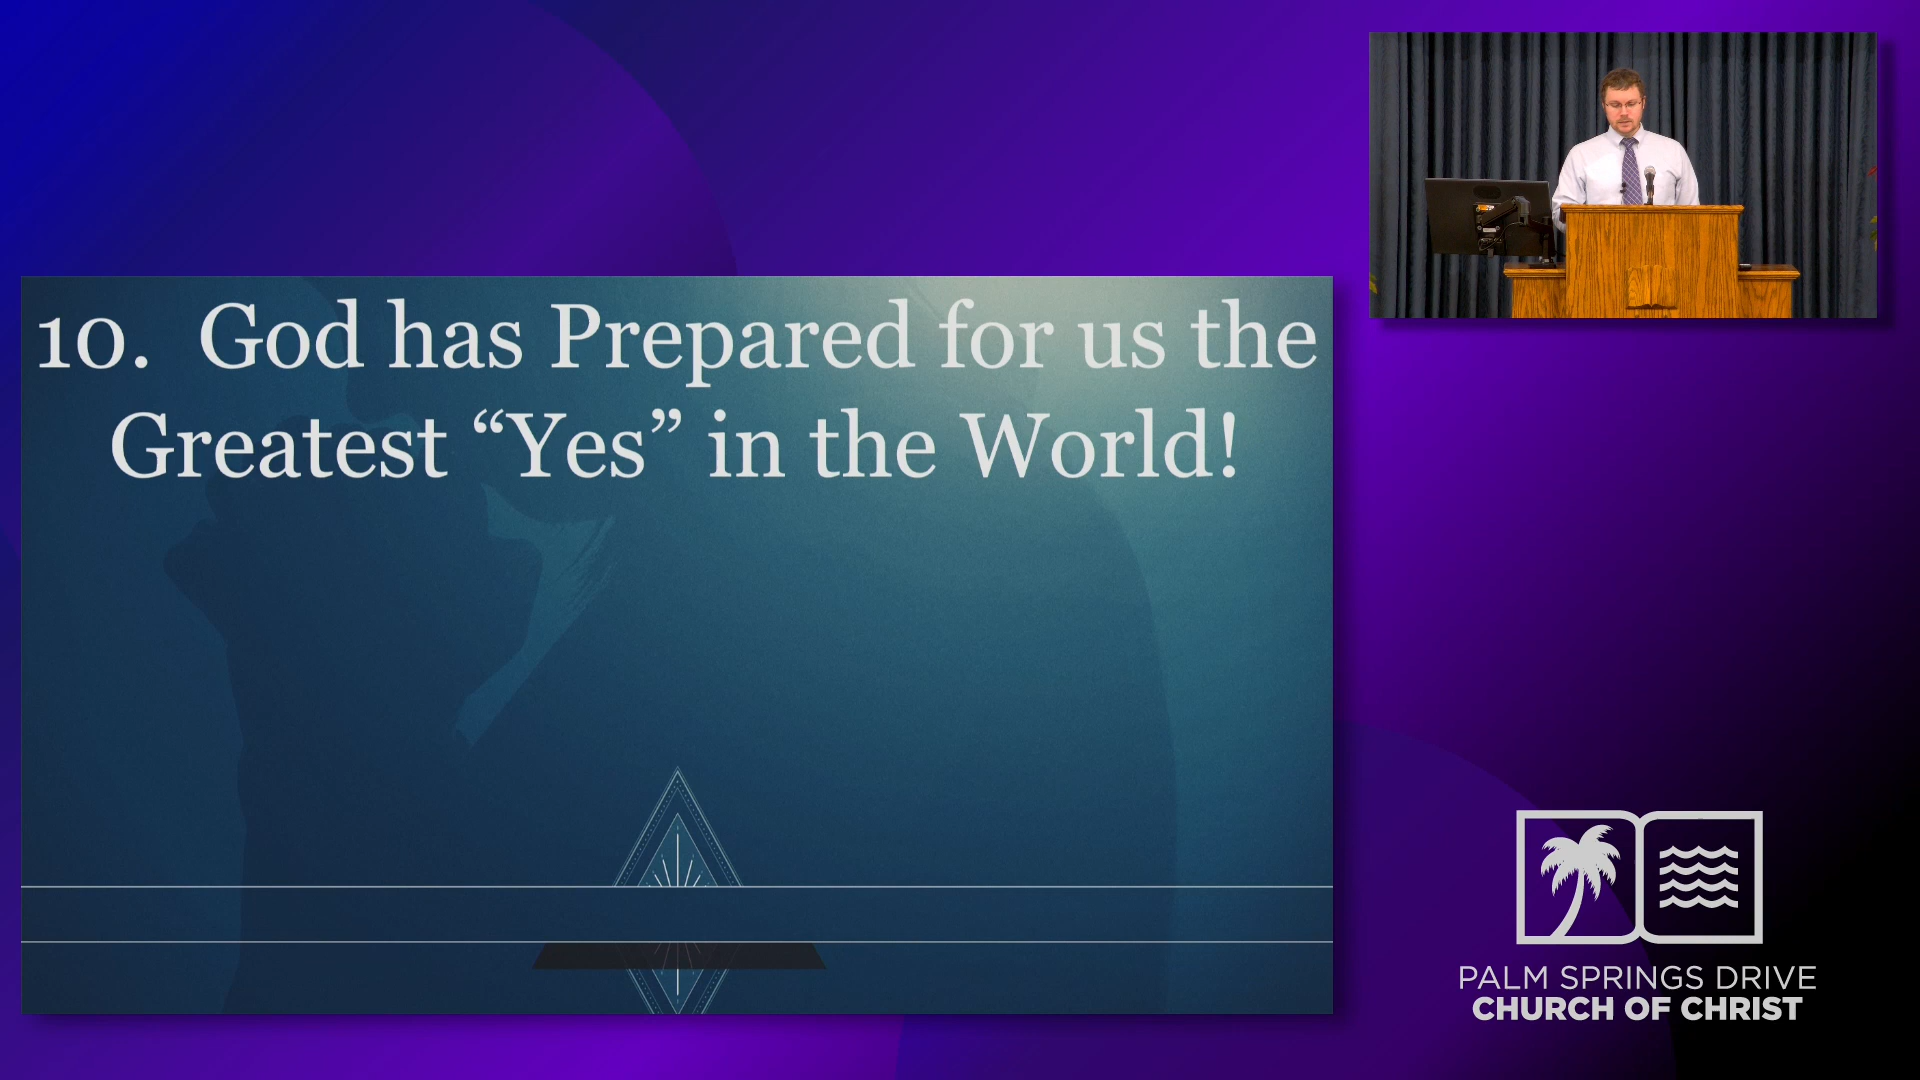 10. God has Prepared for us the
Greatest “Yes” in the World!
PALM SPRINGS DRIVE
CHURCH OF CHRIST